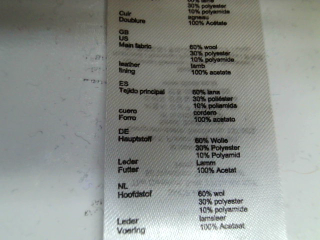 30% polyester
10% polyamide
Cuir agneau
Doublure 100% Acétate
GB
US
Main fabric 60% wool
30% polyester
10% polyamide
leather lamb
lining 100% acetate
ES
Tejido principal 60% lana
30% poliéster
10% poliamida
cuero cordero
Forro 100% acetato
DE
Hauptstoff 60% Wolle
30% Polyester
10% Polyamid
Leder Lamm
Futter 100% Acetat
NL
Hoofdstof 60% wol
30% polyester
10% polyamide
Leder lamsleer
Voering 100% Acetaat